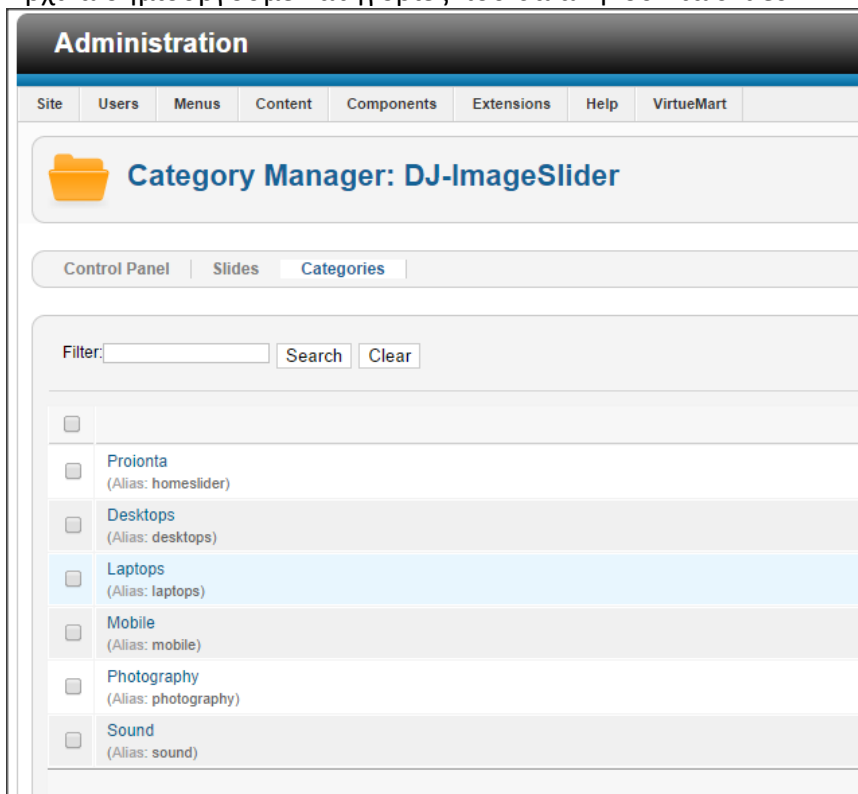 Administration
Site Users Menus Content Components Extensions Help VirtueMart
Category Manager: DJ-ImageSlider
Control Panel Slides Categories
Filter: Search Clear
Proionta
(Alias: homeslider)
Desktops
(Alias: desktops)
Laptops
(Alias: laptops)
Mobile
(Alias: mobile)
Photography
(Alias: photography)
Sound
(Alias: sound)